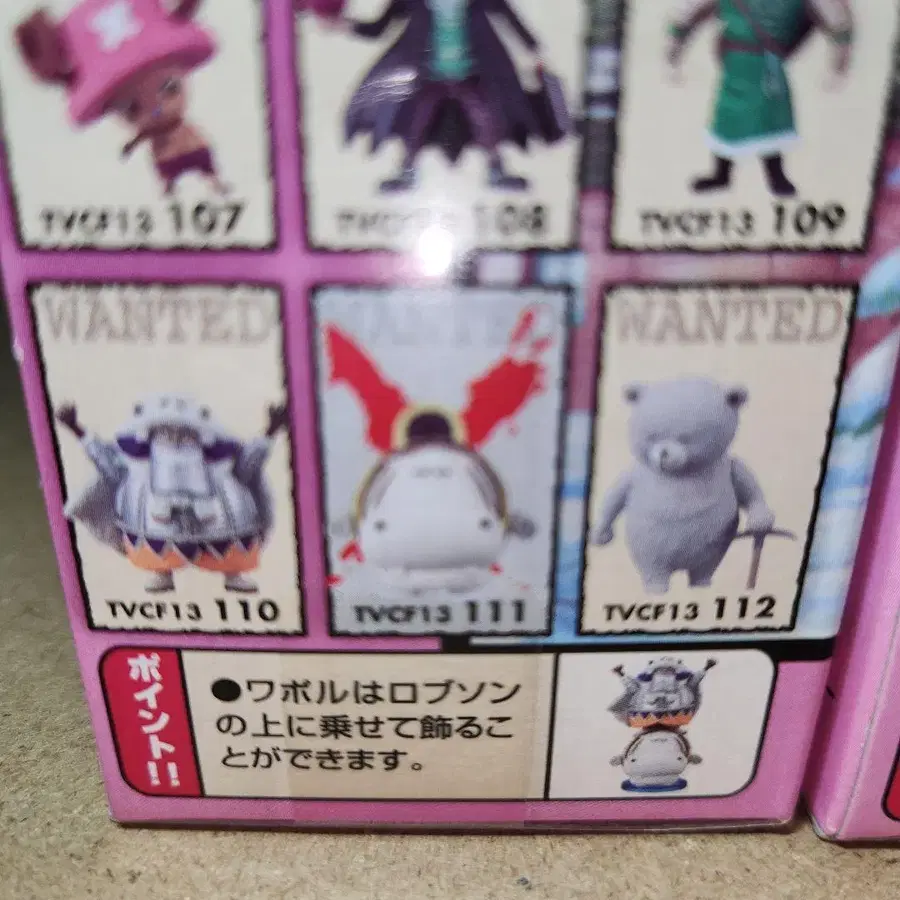 TVCF13 107
108
TVCF13 109
WANTED
WANTED
WANTED
TVCF13 110
TVCF13 111
TVCF13 112
ポイント!!
●ワポルはロブソン
の上に乗せて飾るこ
とができます。